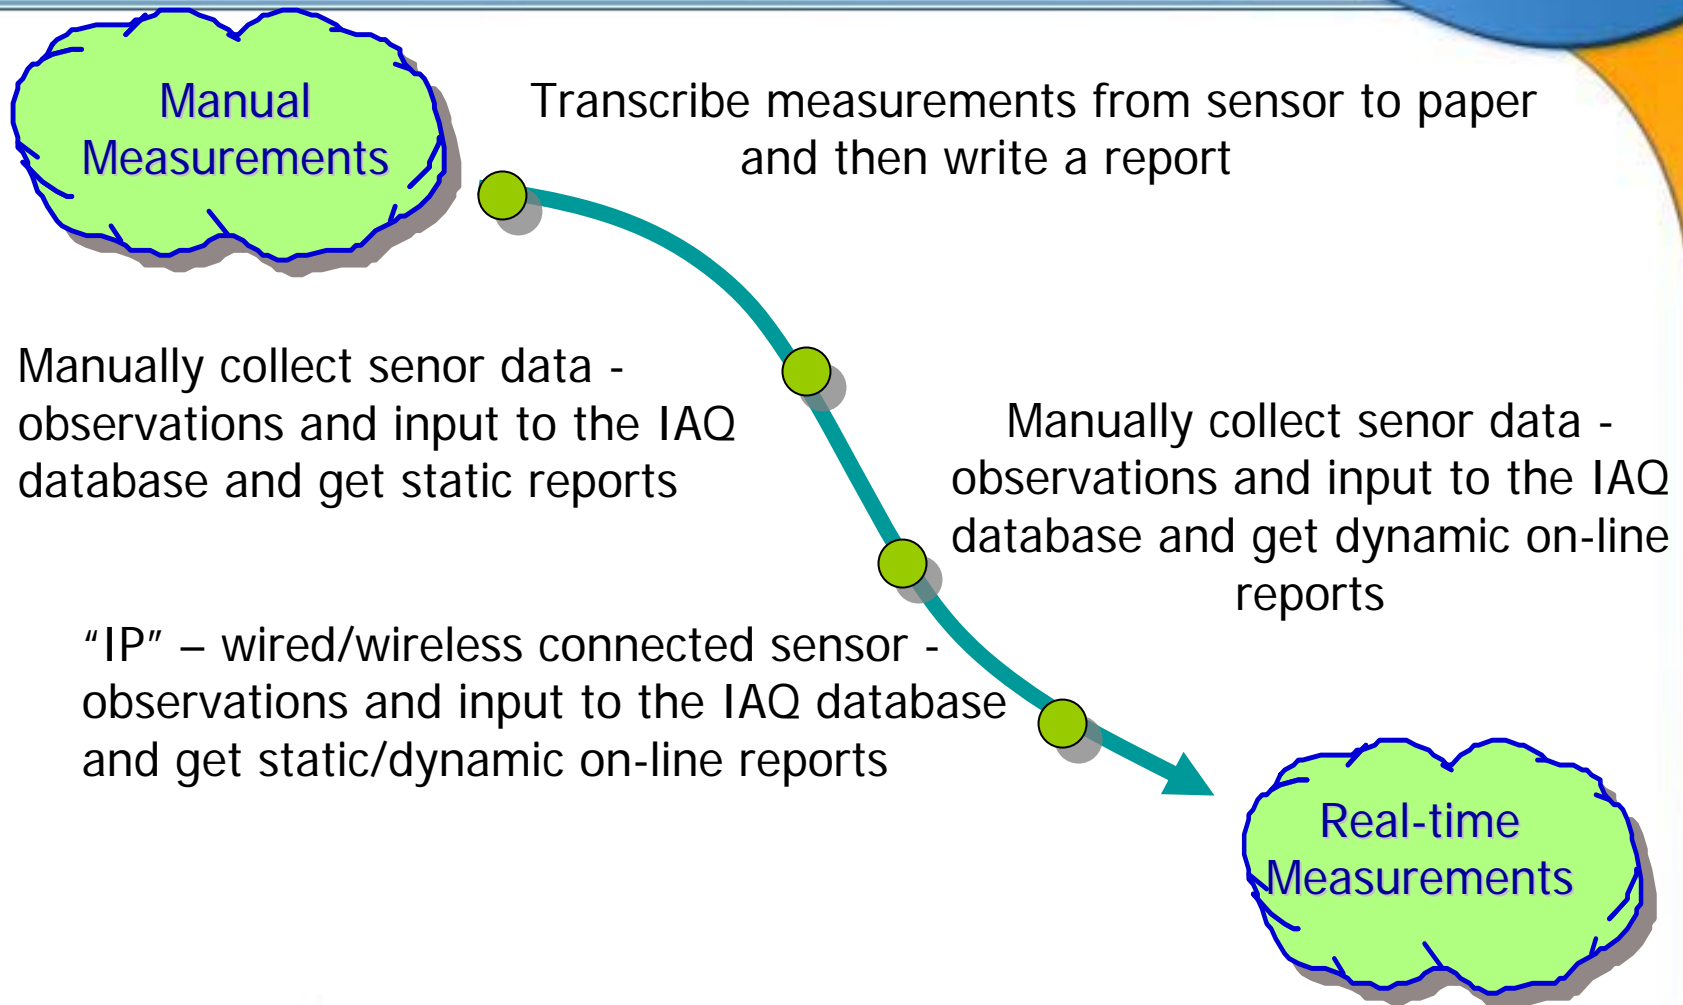 Manual
Measurements
Transcribe measurements from sensor to paper
and then write a report
Manually collect senor data -
observations and input to the IAQ
database and get static reports
Manually collect senor data -
observations and input to the IAQ
database and get dynamic on-line
reports
“IP” – wired/wireless connected sensor -
observations and input to the IAQ database
and get static/dynamic on-line reports
Real-time
Measurements